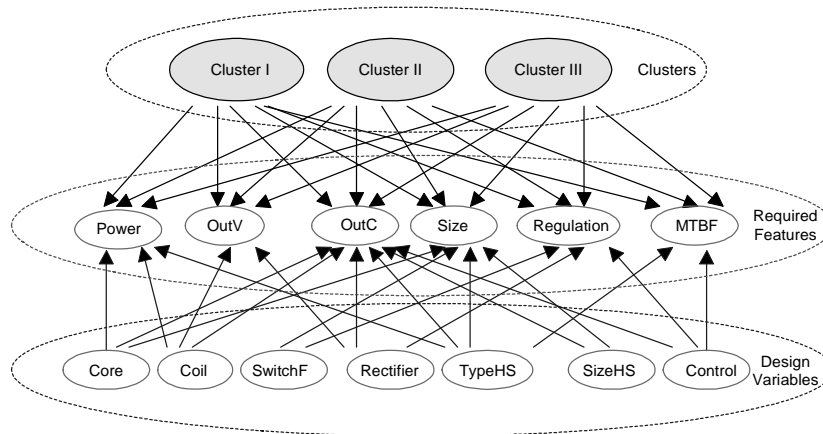 Cluster I
Cluster II
Cluster III
Clusters
Power
OutV
OutC
Size
Regulation
MTBF
Required
Features
Core
Coil
SwitchF
Rectifier
TypeHS
SizeHS
Control
Design
Variables